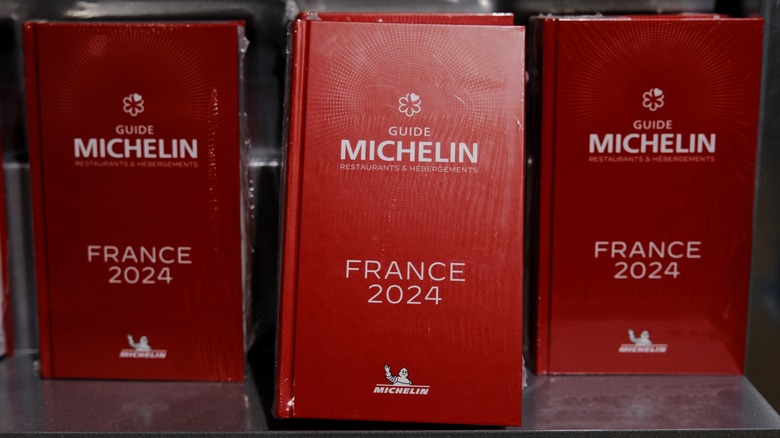 GUIDE
MICHELIN
RESTAURANTS & HÉBERGEMENTS
FRANCE
2024
MICHELIN
GUIDE
MICHELIN
RESTAURANTS & HÉBERGEMENTS
FRANCE
2024
MICHELIN
GUIDE
MICHELIN
RESTAURANTS & HÉBERGEMENTS
FRANCE
2024
MICHELIN